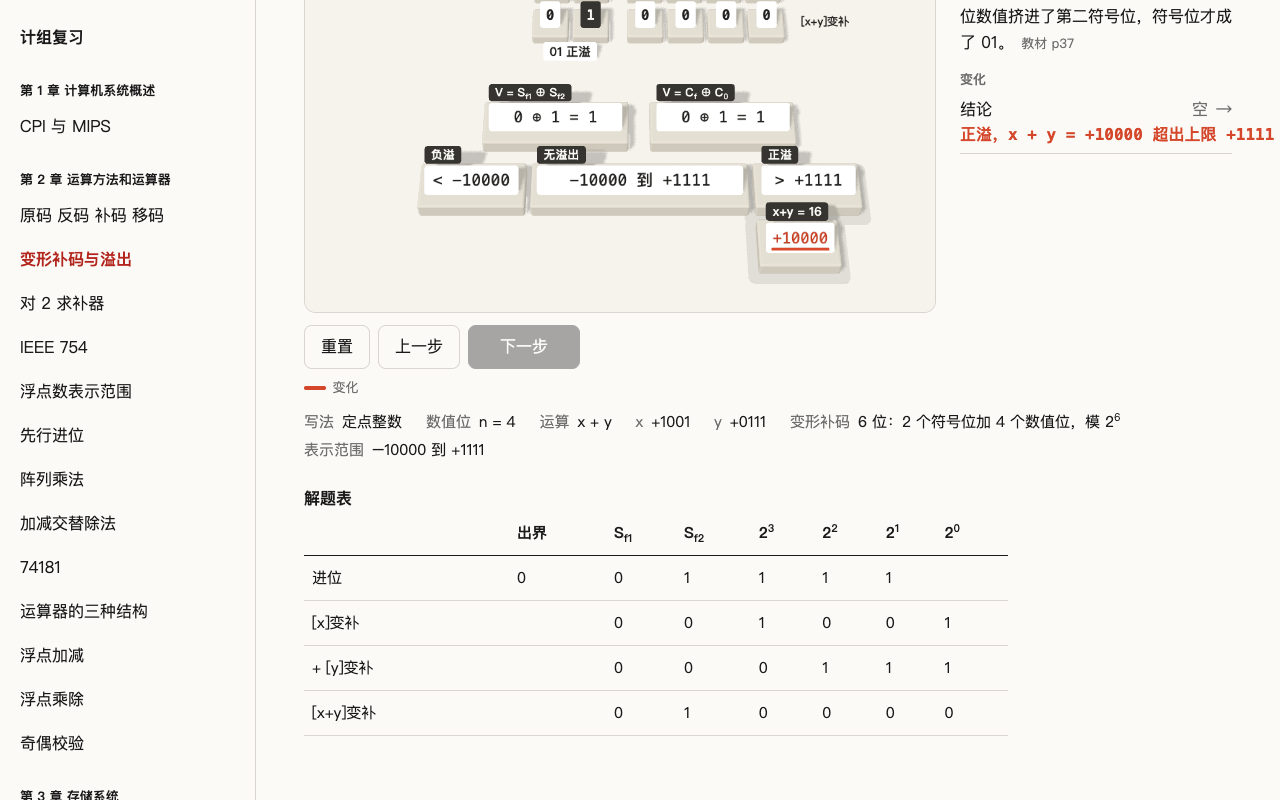 计组复习
第 1 章 计算机系统概述
CPI 与 MIPS
第 2 章 运算方法和运算器
原码 反码 补码 移码
变形补码与溢出
对 2 求补器
IEEE 754
浮点数表示范围
先行进位
阵列乘法
加减交替除法
74181
运算器的三种结构
浮点加减
浮点乘除
奇偶校验
第 3 章 存储系统
0 1 0 0 0 0 [x+y]变补
01 正溢
V = Sf1 ⊕ Sf2 V = Cf ⊕ C0
0 ⊕ 1 = 1 0 ⊕ 1 = 1
负溢 无溢出 正溢
< −10000 −10000 到 +1111 > +1111
x+y = 16
+10000
重置 上一步 下一步
变化
写法 定点整数 数值位 n = 4 运算 x + y x +1001 y +0111 变形补码 6 位：2 个符号位加 4 个数值位，模 2⁶
表示范围 −10000 到 +1111
解题表
出界 Sf1 Sf2 2³ 2² 2¹ 2⁰
进位 0 0 1 1 1 1
[x]变补 0 0 1 0 0 1
+ [y]变补 0 0 0 1 1 1
[x+y]变补 0 1 0 0 0 0
位数值挤进了第二符号位，符号位才成
了 01。 教材 p37
变化
结论 空 →
正溢，x + y = +10000 超出上限 +1111